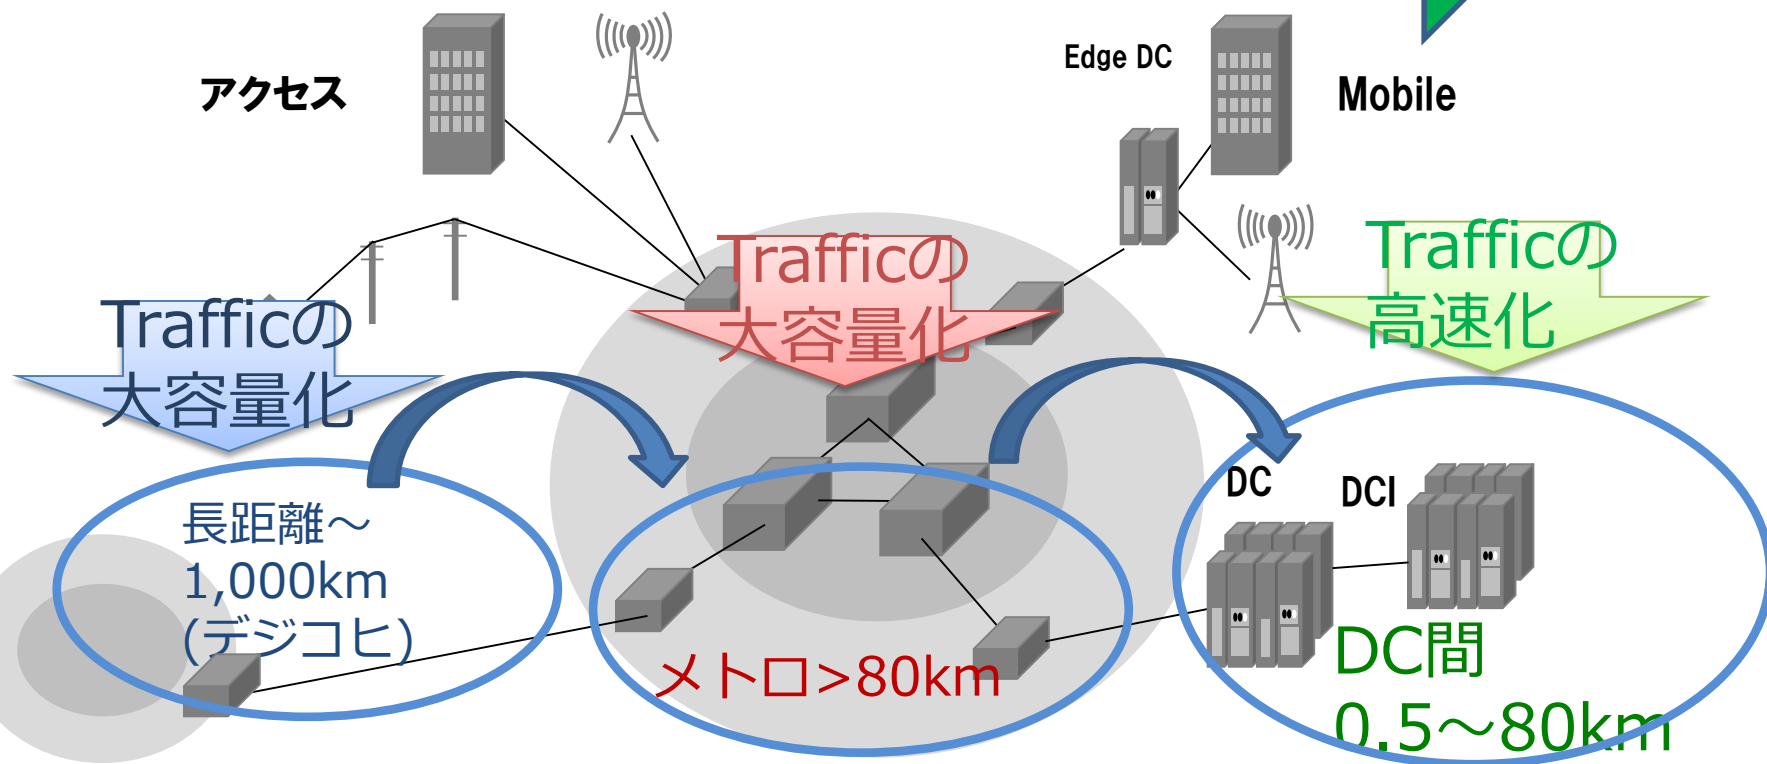 アクセス
Edge DC
Mobile
Trafficの
大容量化
Trafficの
大容量化
Trafficの
高速化
長距離～
1,000km
(デジコヒ)
メトロ>80km
DC
DCI
DC間
0.5～80km